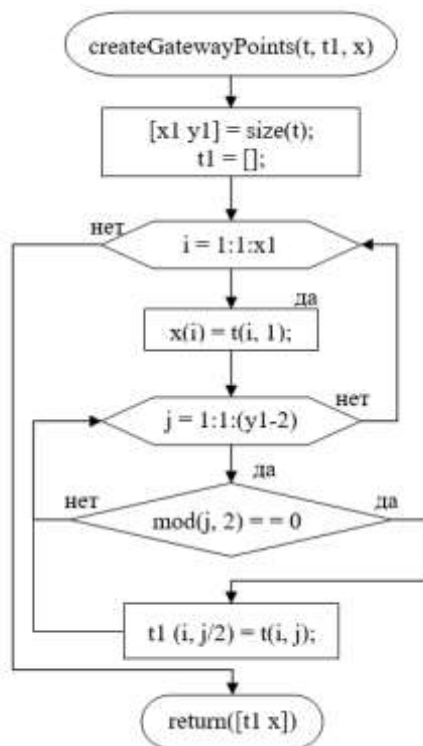 createGatewayPoints(t, t1, x)
[x1 y1] = size(t);
t1 = [];
нет
i = 1:1:x1
да
x(i) = t(i, 1);
j = 1:1:(y1-2)
нет
да
нет
да
mod(j, 2) = = 0
t1 (i, j/2) = t(i, j);
return([t1 x])